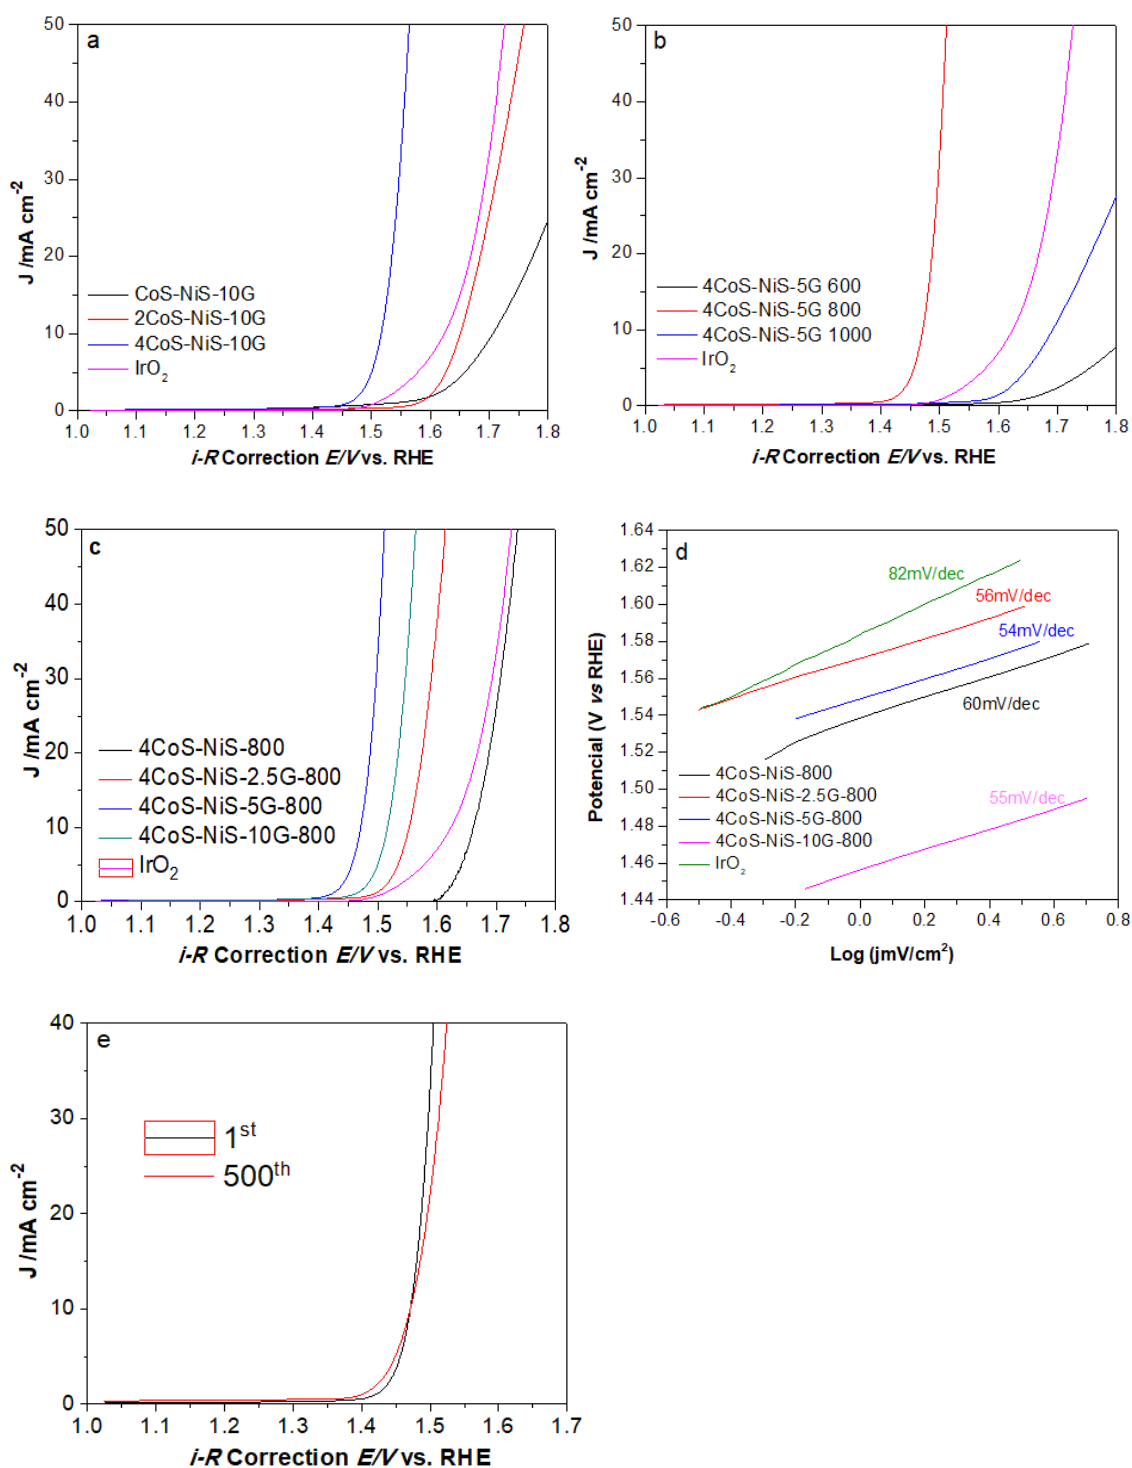 a
50
40
30
20
10
0
J /mA cm-2
CoS-NiS-10G
2CoS-NiS-10G
4CoS-NiS-10G
IrO2
1.0 1.1 1.2 1.3 1.4 1.5 1.6 1.7 1.8
i-R Correction E/V vs. RHE
b
50
40
30
20
10
0
J /mA cm-2
4CoS-NiS-5G 600
4CoS-NiS-5G 800
4CoS-NiS-5G 1000
IrO2
1.0 1.1 1.2 1.3 1.4 1.5 1.6 1.7 1.8
i-R Correction E/V vs. RHE
c
50
40
30
20
10
0
J /mA cm-2
4CoS-NiS-800
4CoS-NiS-2.5G-800
4CoS-NiS-5G-800
4CoS-NiS-10G-800
IrO2
1.0 1.1 1.2 1.3 1.4 1.5 1.6 1.7 1.8
i-R Correction E/V vs. RHE
d
1.64
1.62
1.60
1.58
1.56
1.54
1.52
1.50
1.48
1.46
1.44
Potencial (V vs RHE)
82mV/dec
56mV/dec
54mV/dec
60mV/dec
55mV/dec
4CoS-NiS-800
4CoS-NiS-2.5G-800
4CoS-NiS-5G-800
4CoS-NiS-10G-800
IrO2
-0.6 -0.4 -0.2 0.0 0.2 0.4 0.6 0.8
Log (jmV/cm2)
e
40
30
20
10
0
J /mA cm-2
1st
500th
1.0 1.1 1.2 1.3 1.4 1.5 1.6 1.7
i-R Correction E/V vs. RHE